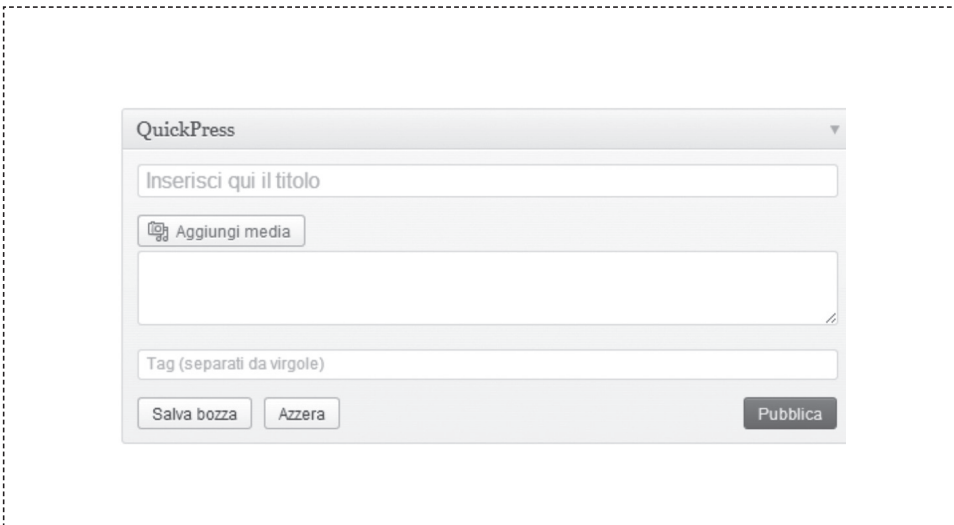 QuickPress
Inserisci qui il titolo
Aggiungi media
Tag (separati da virgole)
Salva bozza Azzera Pubblica